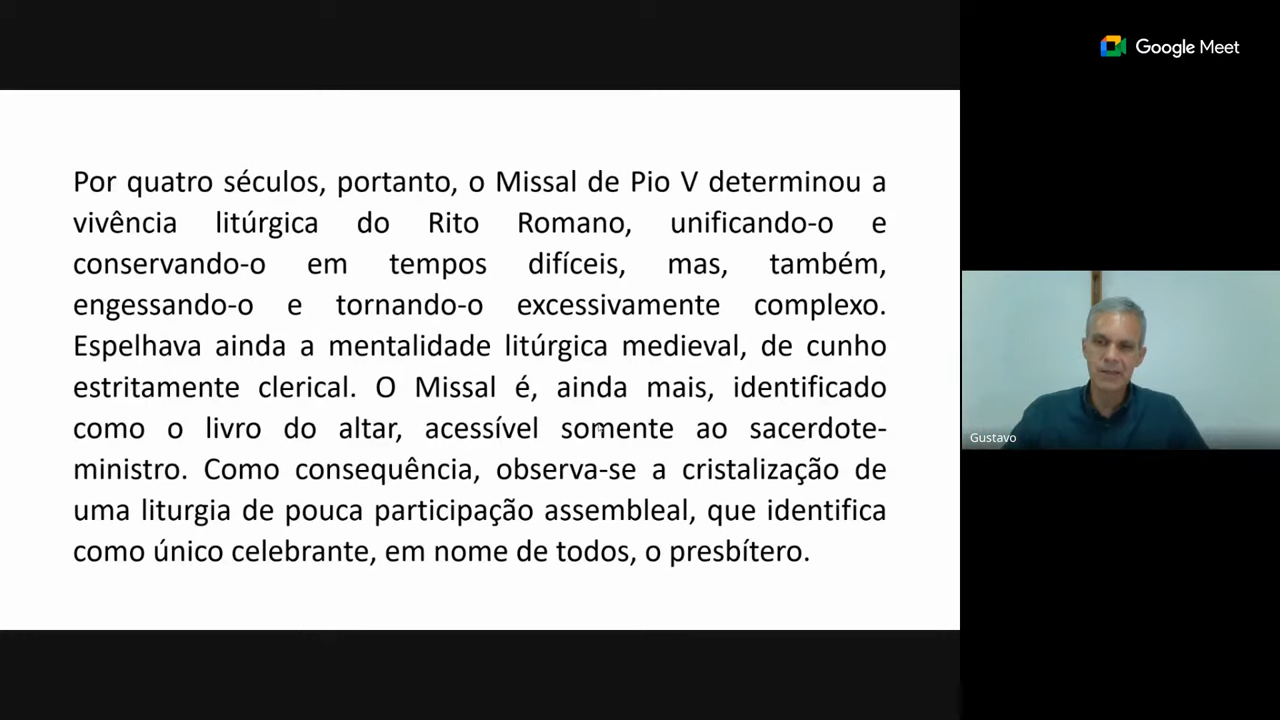 Google Meet
Por quatro séculos, portanto, o Missal de Pio V determinou a
vivência litúrgica do Rito Romano, unificando-o e
conservando-o em tempos difíceis, mas, também,
engessando-o e tornando-o excessivamente complexo.
Espelhava ainda a mentalidade litúrgica medieval, de cunho
estritamente clerical. O Missal é, ainda mais, identificado
como o livro do altar, acessível somente ao sacerdote-
ministro. Como consequência, observa-se a cristalização de
uma liturgia de pouca participação assembleal, que identifica
como único celebrante, em nome de todos, o presbítero.
Gustavo